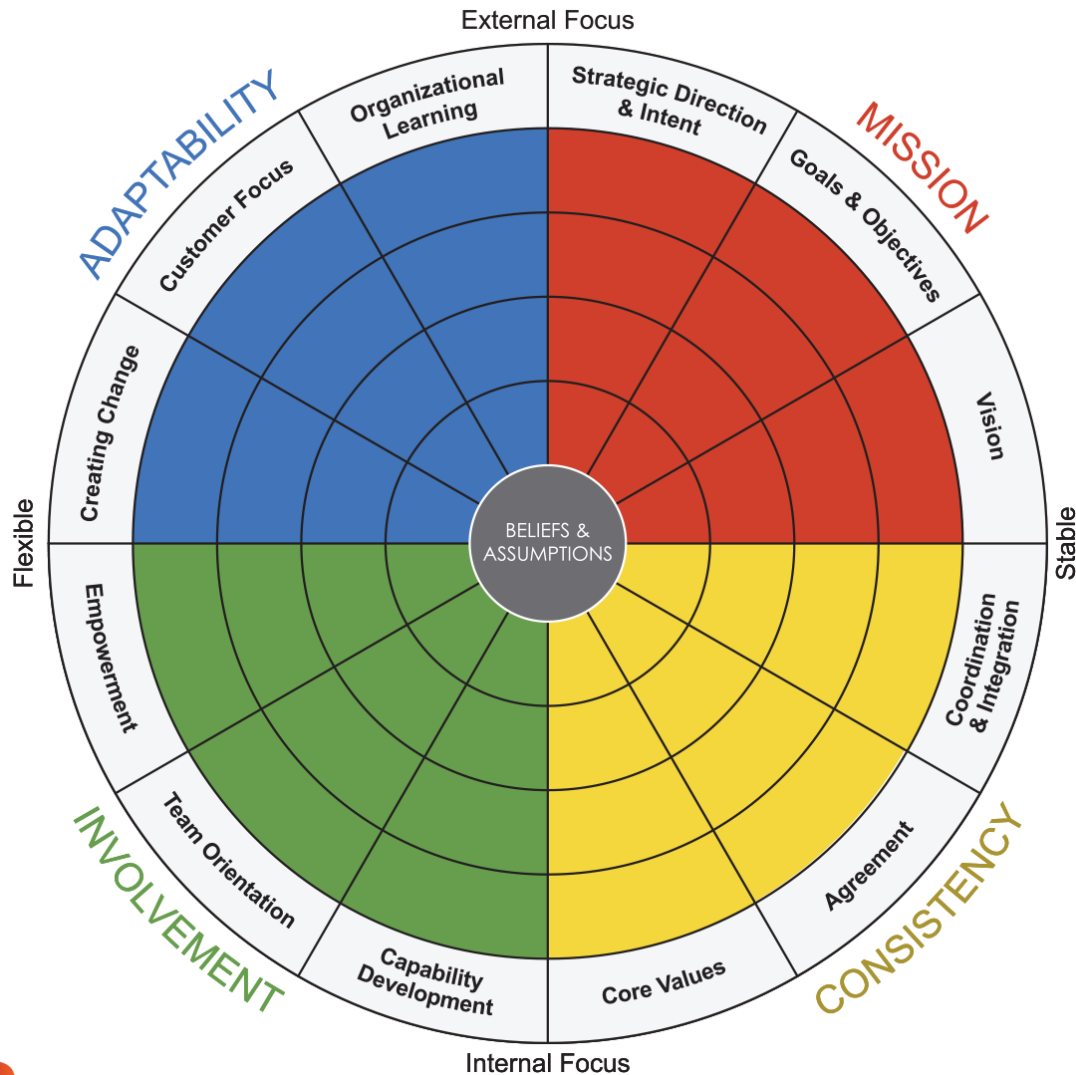 External Focus
ADAPTABILITY
MISSION
Organizational
Learning
Strategic Direction
& Intent
Customer Focus
Goals & Objectives
Creating Change
Vision
Flexible
BELIEFS &
ASSUMPTIONS
Stable
Empowerment
Coordination
& Integration
Team Orientation
Agreement
Capability
Development
Core Values
INVOLVEMENT
CONSISTENCY
Internal Focus